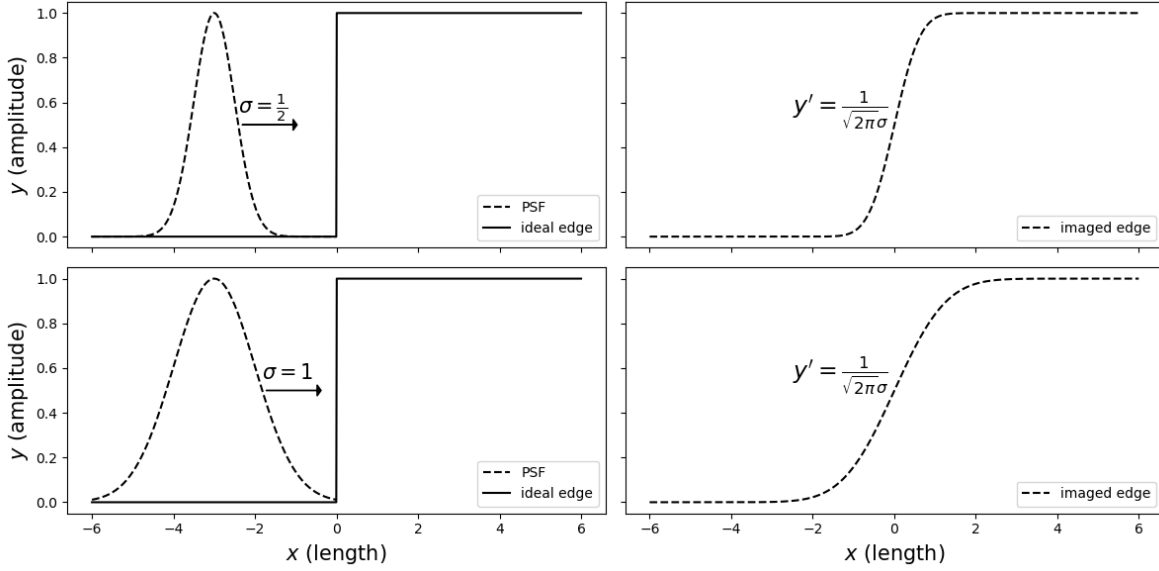 1.0
0.8
0.6
0.4
0.2
0.0
y (amplitude)
σ = 1/2
PSF
ideal edge
y′ = 1/√2πσ
imaged edge
1.0
0.8
0.6
0.4
0.2
0.0
y (amplitude)
σ = 1
PSF
ideal edge
−6 −4 −2 0 2 4 6
x (length)
y′ = 1/√2πσ
imaged edge
−6 −4 −2 0 2 4 6
x (length)